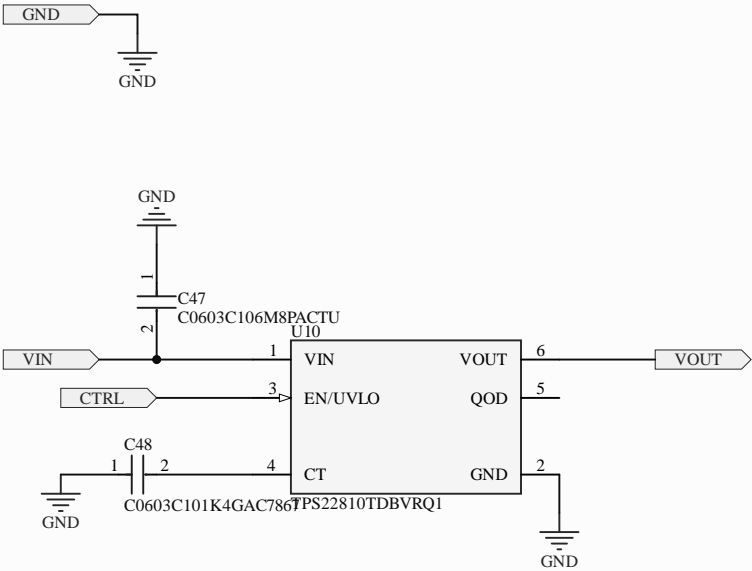 GND
GND
GND
1
C47
C0603C106M8PACTU
2
U10
VIN
1
VIN
VOUT
6
VOUT
CTRL
3
EN/UVLO
QOD
5
C48
1
2
4
CT
GND
2
C0603C101K4GAC7867
TPS22810TDBVRQ1
GND
GND